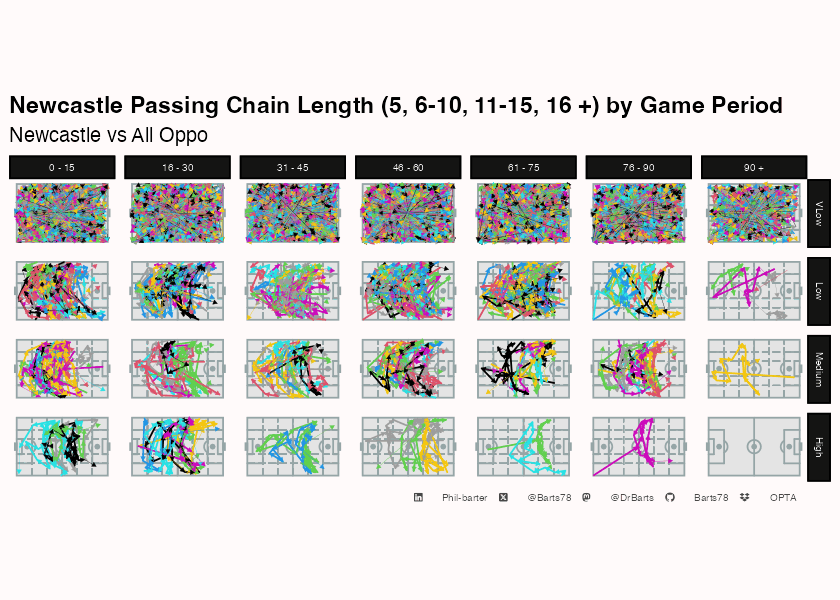 Newcastle Passing Chain Length (5, 6-10, 11-15, 16 +) by Game Period
Newcastle vs All Oppo
0 - 15 16 - 30 31 - 45 46 - 60 61 - 75 76 - 90 90 +
VLow
Low
Medium
High
Phil-barter @Barts78 @DrBarts Barts78 OPTA